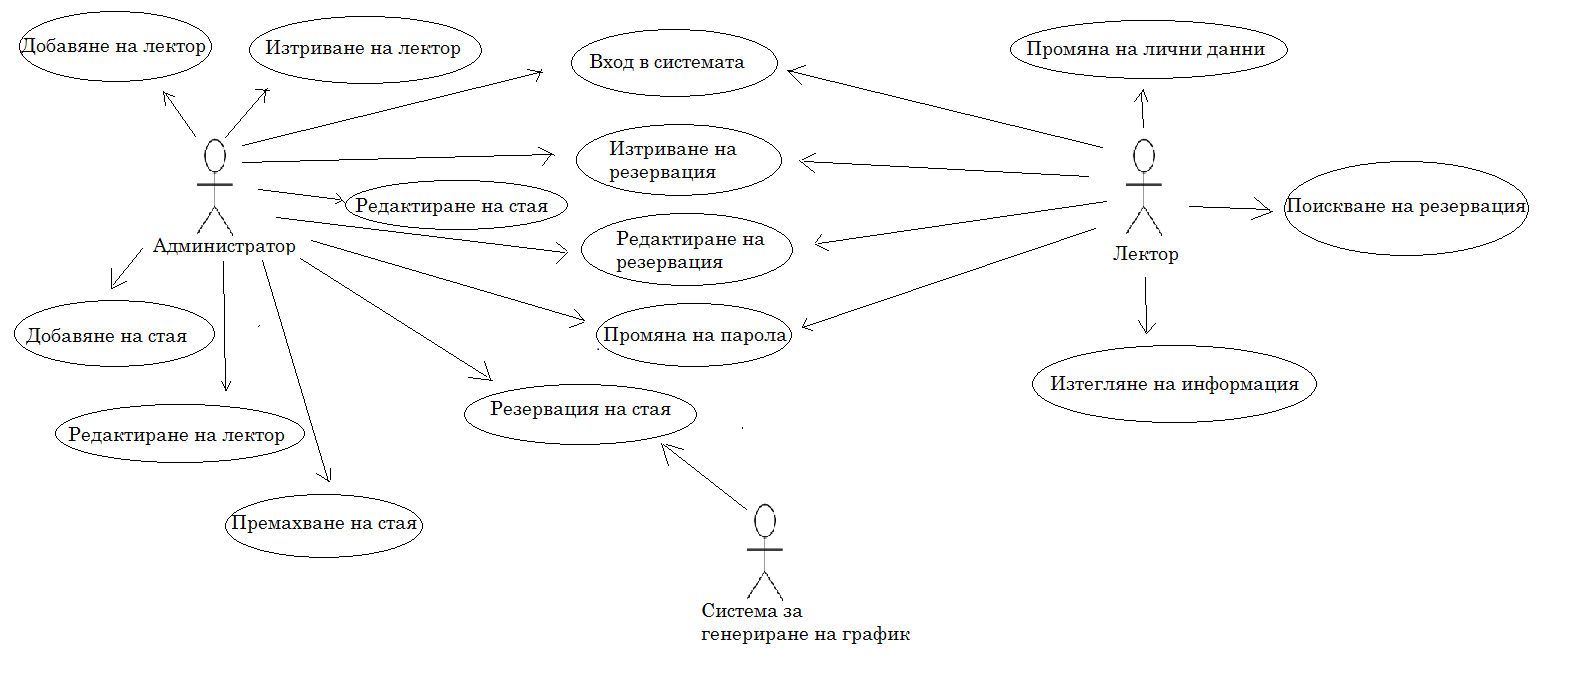 Добавяне на лектор
Изтриване на лектор
Вход в системата
Промяна на лични данни
Изтриване на
резервация
Редактиране на стая
Поискване на резервация
Редактиране на
резервация
Администратор
Лектор
Добавяне на стая
Промяна на парола
Изтегляне на информация
Резервация на стая
Редактиране на лектор
Премахване на стая
Система за
генериране на график